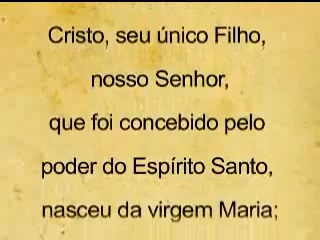 Cristo, seu único Filho,
nosso Senhor,
que foi concebido pelo
poder do Espírito Santo,
nasceu da virgem Maria;